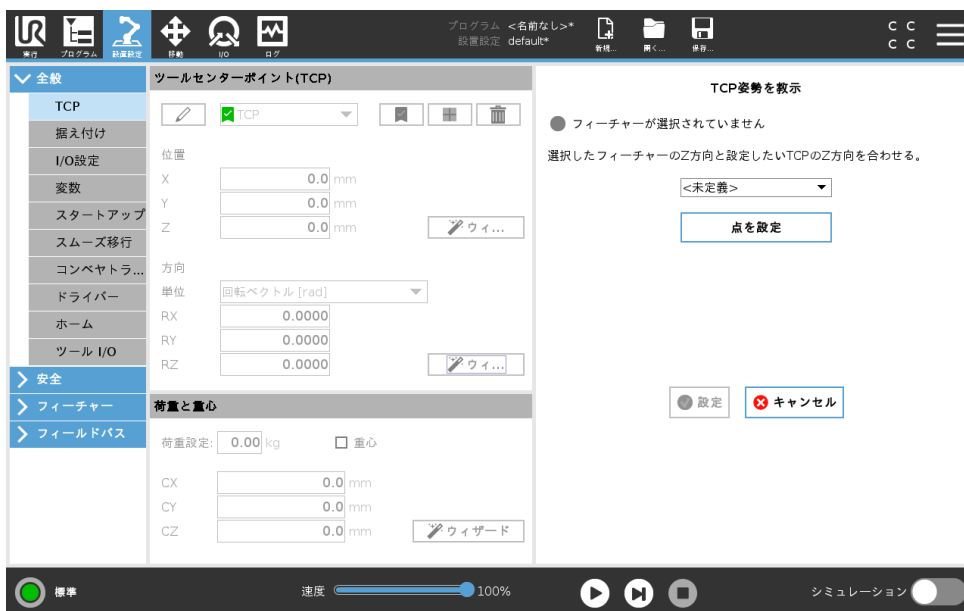 UR
プログラム <名前なし>*
設置設定 default*
実行 プログラム 設置設定 移動 I/O ログ
新規... 開く... 保存...
C C
C C
全般
TCP
据え付け
I/O設定
変数
スタートアップ
スムーズ移行
コンベヤトラ...
ドライバー
ホーム
ツール I/O
安全
フィーチャー
フィールドバス
ツールセンターポイント(TCP)
TCP
位置
X 0.0 mm
Y 0.0 mm
Z 0.0 mm
ウィ...
方向
単位 回転ベクトル [rad]
RX 0.0000
RY 0.0000
RZ 0.0000
ウィ...
荷重と重心
荷重設定: 0.00 kg 重心
CX 0.0 mm
CY 0.0 mm
CZ 0.0 mm
ウィザード
TCP姿勢を教示
フィーチャーが選択されていません
選択したフィーチャーのZ方向と設定したいTCPのZ方向を合わせる。
<未定義>
点を設定
設定 キャンセル
標準
速度 100%
シミュレーション